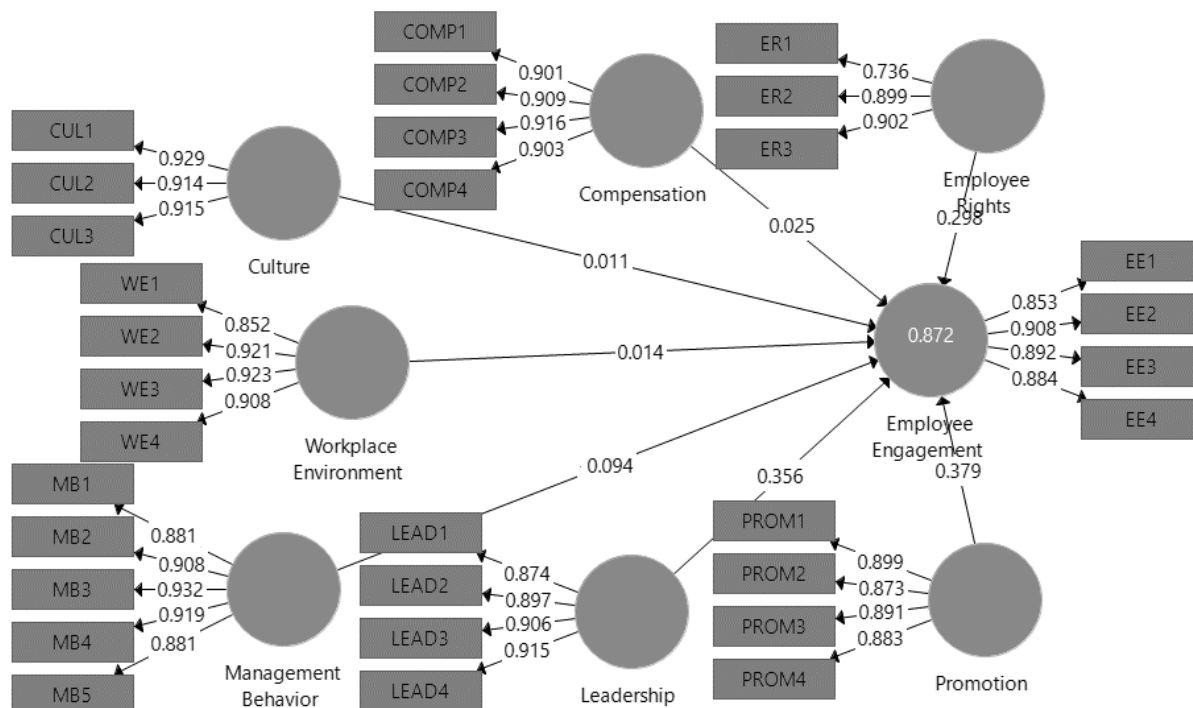 COMP1
COMP2
COMP3
COMP4
0.901
0.909
0.916
0.903
Compensation
ER1
ER2
ER3
0.736
0.899
0.902
Employee
Rights
CUL1
CUL2
CUL3
0.929
0.914
0.915
Culture
0.025
0.298
0.011
WE1
WE2
WE3
WE4
0.852
0.921
0.923
0.908
Workplace
Environment
0.014
0.872
Employee
Engagement
0.853
0.908
0.892
0.884
EE1
EE2
EE3
EE4
MB1
MB2
MB3
MB4
MB5
0.881
0.908
0.932
0.919
0.881
Management
Behavior
0.094
0.356
0.379
LEAD1
LEAD2
LEAD3
LEAD4
0.874
0.897
0.906
0.915
Leadership
PROM1
PROM2
PROM3
PROM4
0.899
0.873
0.891
0.883
Promotion